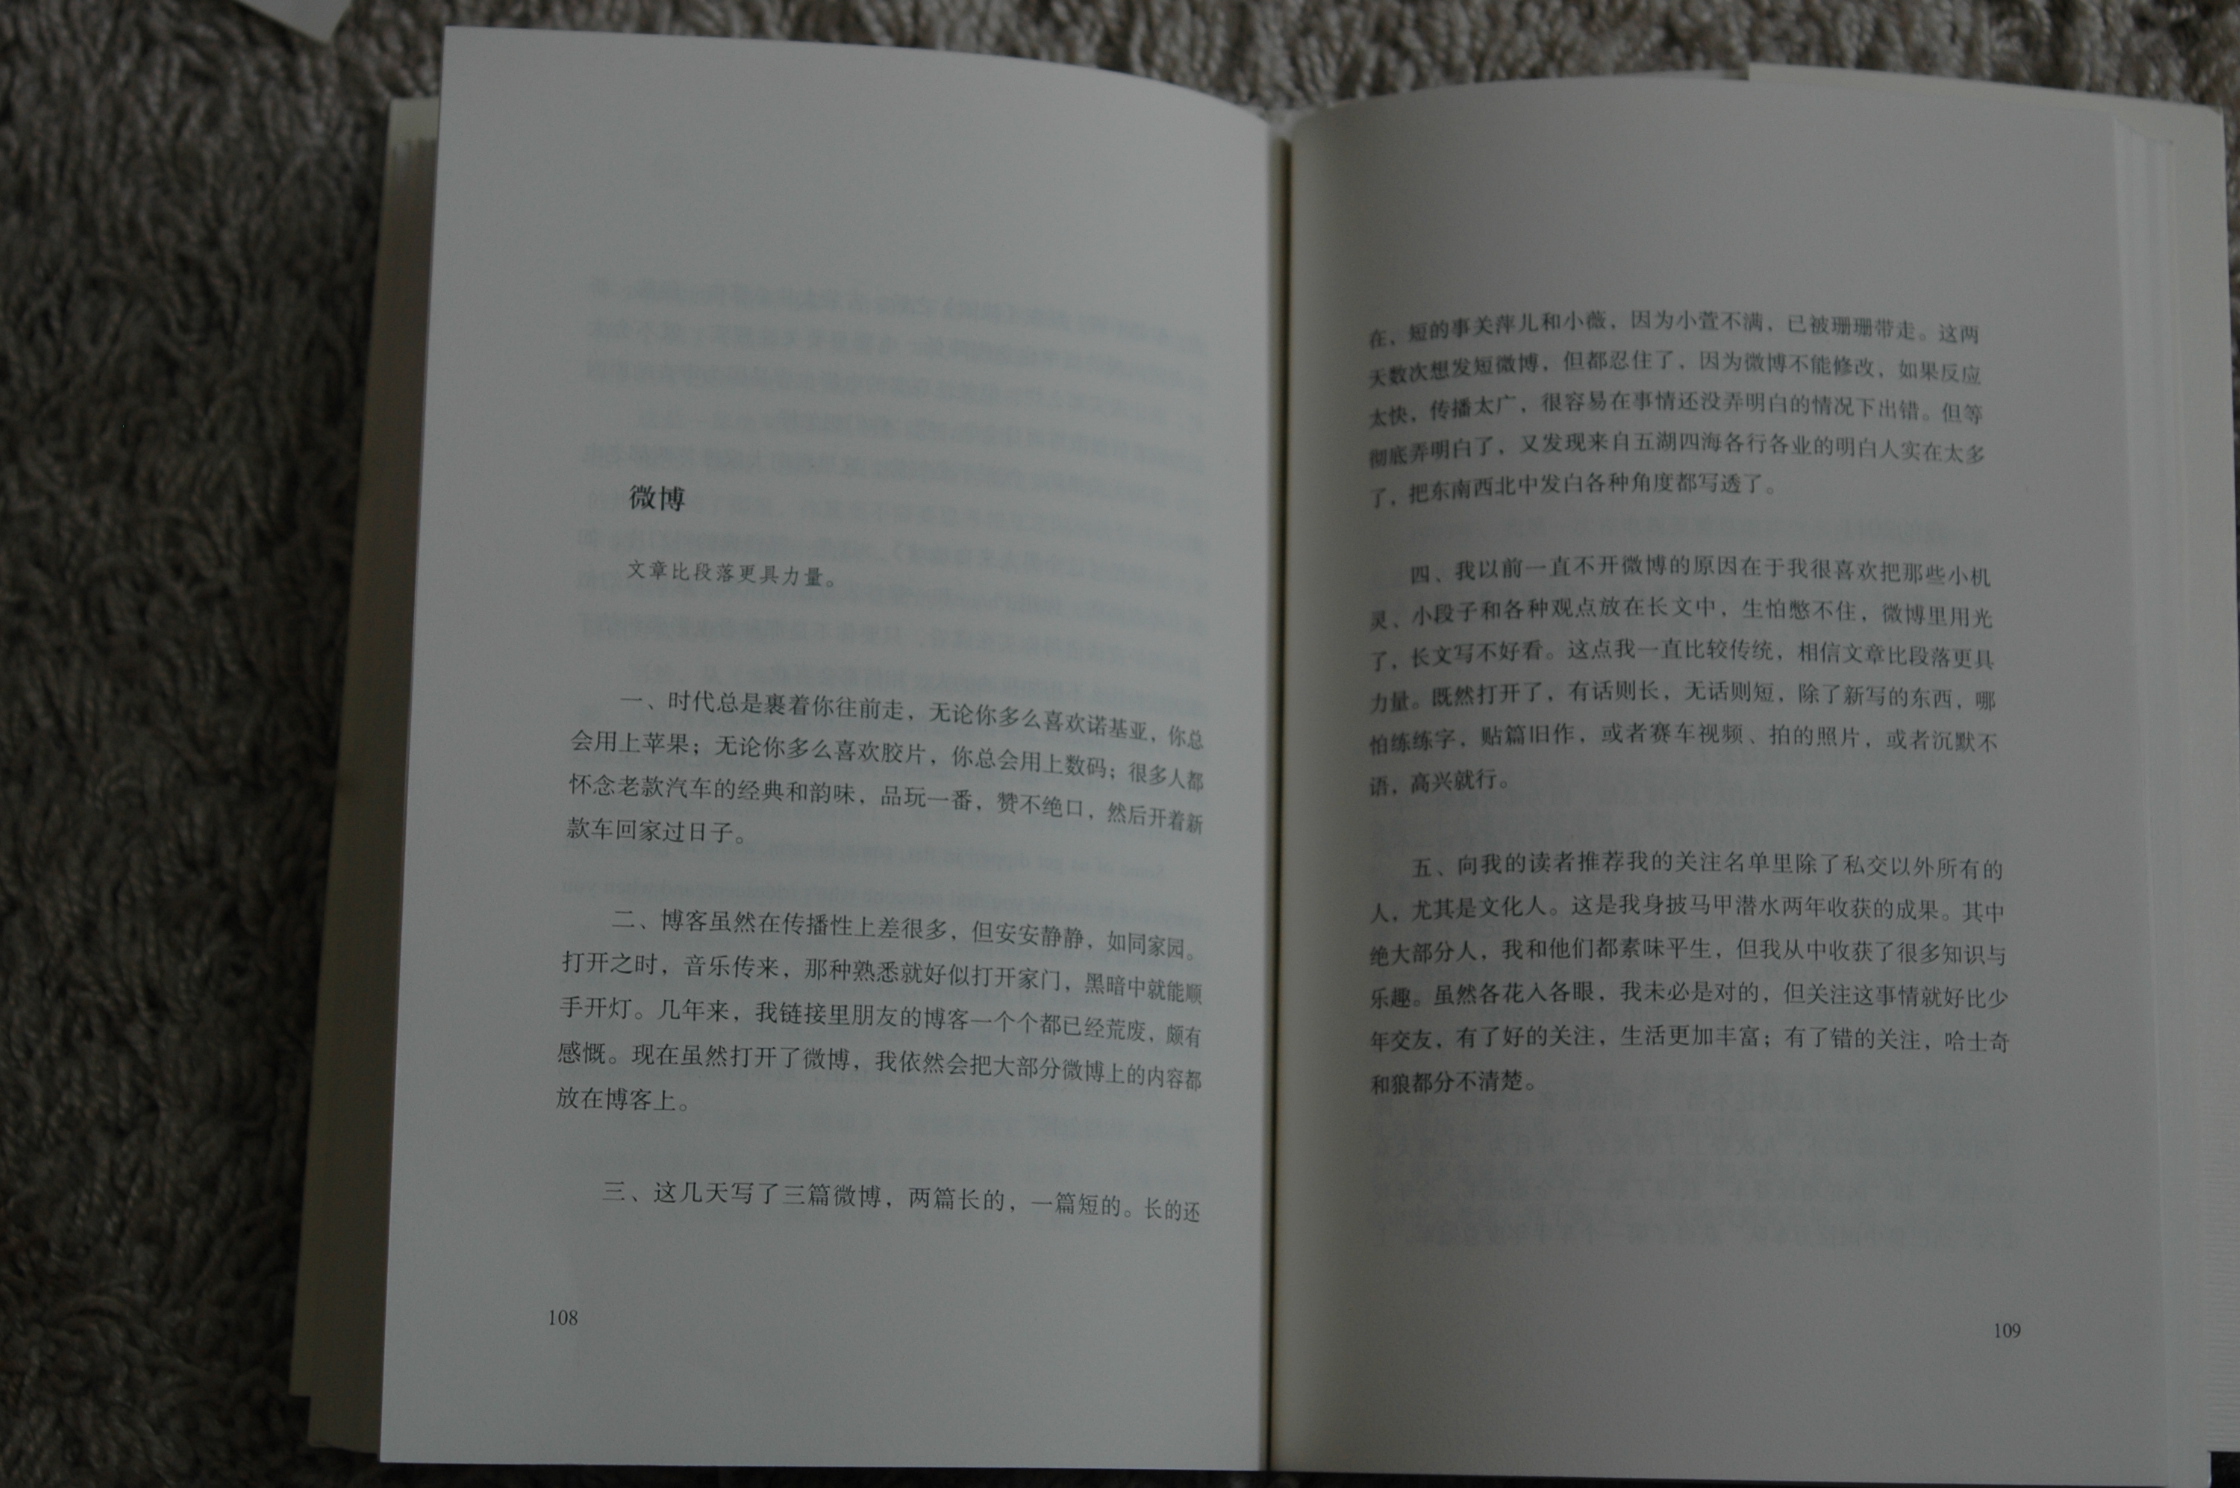 微博
文章比段落更具力量。
一、时代总是裹着你往前走，无论你多么喜欢诺基亚，你总
会用上苹果；无论你多么喜欢胶片，你总会用上数码；很多人都
怀念老款汽车的经典和韵味，品玩一番，赞不绝口，然后开着新
款车回家过日子。
二、博客虽然在传播性上差很多，但安安静静，如同家园。
打开之时，音乐传来，那种熟悉就好似打开家门，黑暗中就能顺
手开灯。几年来，我链接里朋友的博客一个个都已经荒废，颇有
感慨。现在虽然打开了微博，我依然会把大部分微博上的内容都
放在博客上。
三、这几天写了三篇微博，两篇长的，一篇短的。长的还
108
在，短的事关萍儿和小薇，因为小萱不满，已被珊珊带走。这两
天数次想发短微博，但都忍住了，因为微博不能修改，如果反应
太快，传播太广，很容易在事情还没弄明白的情况下出错。但等
彻底弄明白了，又发现来自五湖四海各行各业的明白人实在太多
了，把东南西北中发白各种角度都写透了。
四、我以前一直不开微博的原因在于我很喜欢把那些小机
灵、小段子和各种观点放在长文中，生怕憋不住，微博里用光
了，长文写不好看。这点我一直比较传统，相信文章比段落更具
力量。既然打开了，有话则长，无话则短，除了新写的东西，哪
怕练练字，贴篇旧作，或者赛车视频、拍的照片，或者沉默不
语，高兴就行。
五、向我的读者推荐我的关注名单里除了私交以外所有的
人，尤其是文化人。这是我身披马甲潜水两年收获的成果。其中
绝大部分人，我和他们都素昧平生，但我从中收获了很多知识与
乐趣。虽然各花入各眼，我未必是对的，但关注这事情就好比少
年交友，有了好的关注，生活更加丰富；有了错的关注，哈士奇
和狼都分不清楚。
109